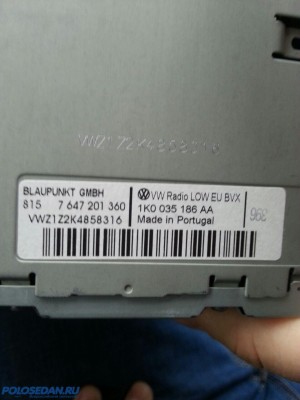 VWZ1Z2K4858316
BLAUPUNKT GMBH
815 7 647 201 360
VWZ1Z2K4858316
VW Radio LOW EU BVX
1K0 035 186 AA
Made in Portugal
POLOSEDAN.RU